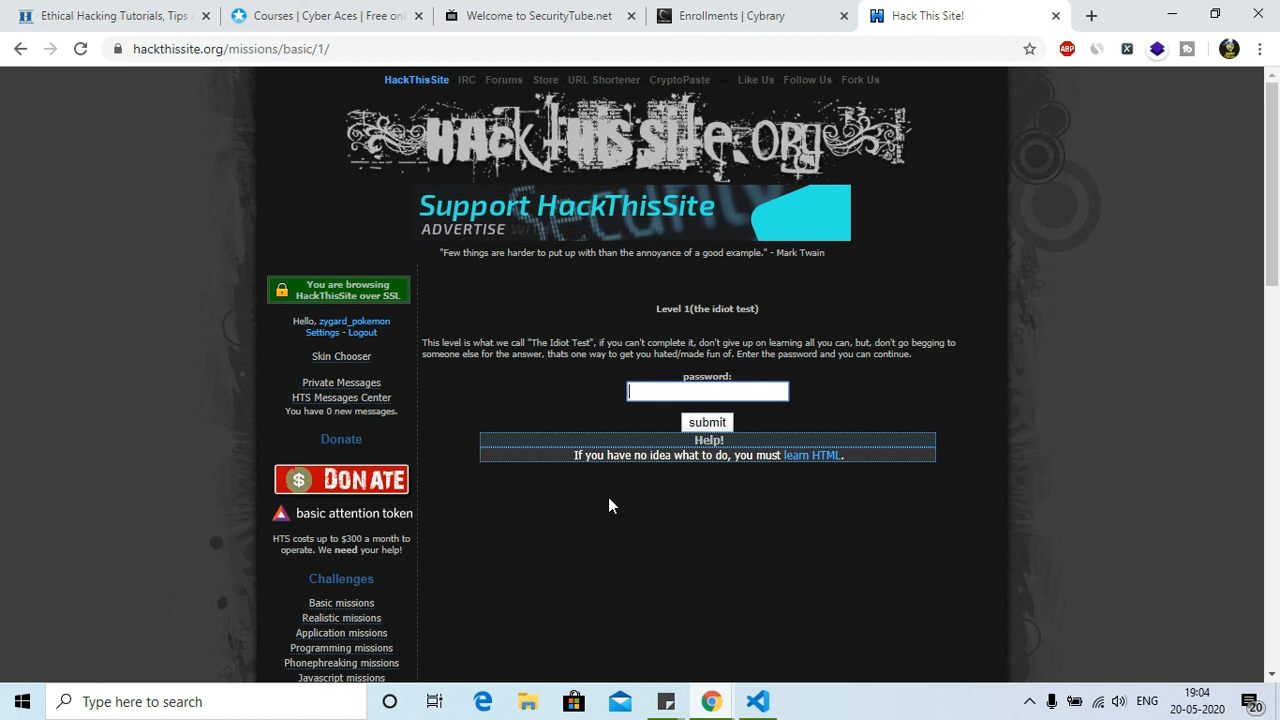 Ethical Hacking Tutorials, Tips
Courses | Cyber Aces | Free o
Welcome to SecurityTube.net
Enrollments | Cybrary
Hack This Site!
hackthissite.org/missions/basic/1/
ABP
HackThisSite IRC Forums Store URL Shortener CryptoPaste — Like Us Follow Us Fork Us
HAck THIS SITE.ORG
Support HackThisSite
ADVERTISE
"Few things are harder to put up with than the annoyance of a good example." - Mark Twain
You are browsing
HackThisSite over SSL
Hello, zygard_pokemon
Settings - Logout
Skin Chooser
Private Messages
HTS Messages Center
You have 0 new messages.
Donate
$ DONATE
basic attention token
HTS costs up to $300 a month to
operate. We need your help!
Challenges
Basic missions
Realistic missions
Application missions
Programming missions
Phonephreaking missions
Javascript missions
Level 1(the idiot test)
This level is what we call "The Idiot Test", if you can't complete it, don't give up on learning all you can, but, don't go begging to
someone else for the answer, thats one way to get you hated/made fun of. Enter the password and you can continue.
password:
submit
Help!
If you have no idea what to do, you must learn HTML.
Type here to search
ENG
19:04
20-05-2020
20